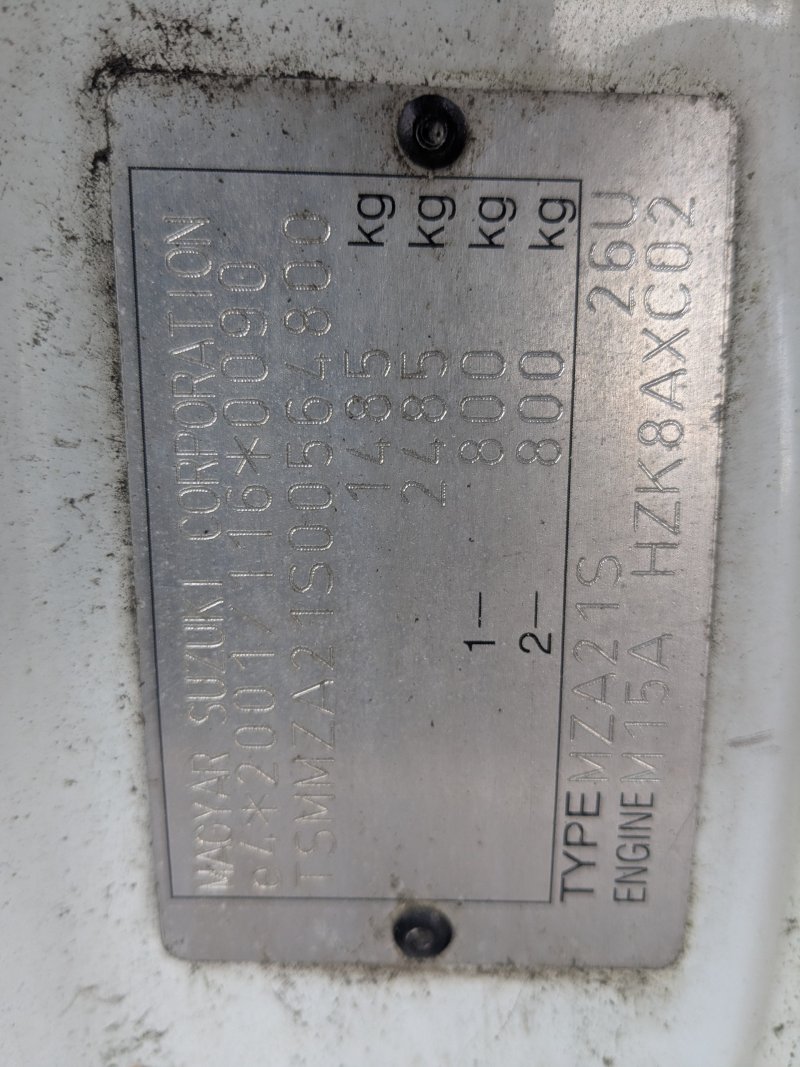 MAGYAR SUZUKI CORPORATION
e4*2001/116*0090
TSMMZA21S00564800
1485 kg
2485 kg
1– 800 kg
2– 800 kg
TYPE MZA21S 26U
ENGINE M15A HZK8AXC02